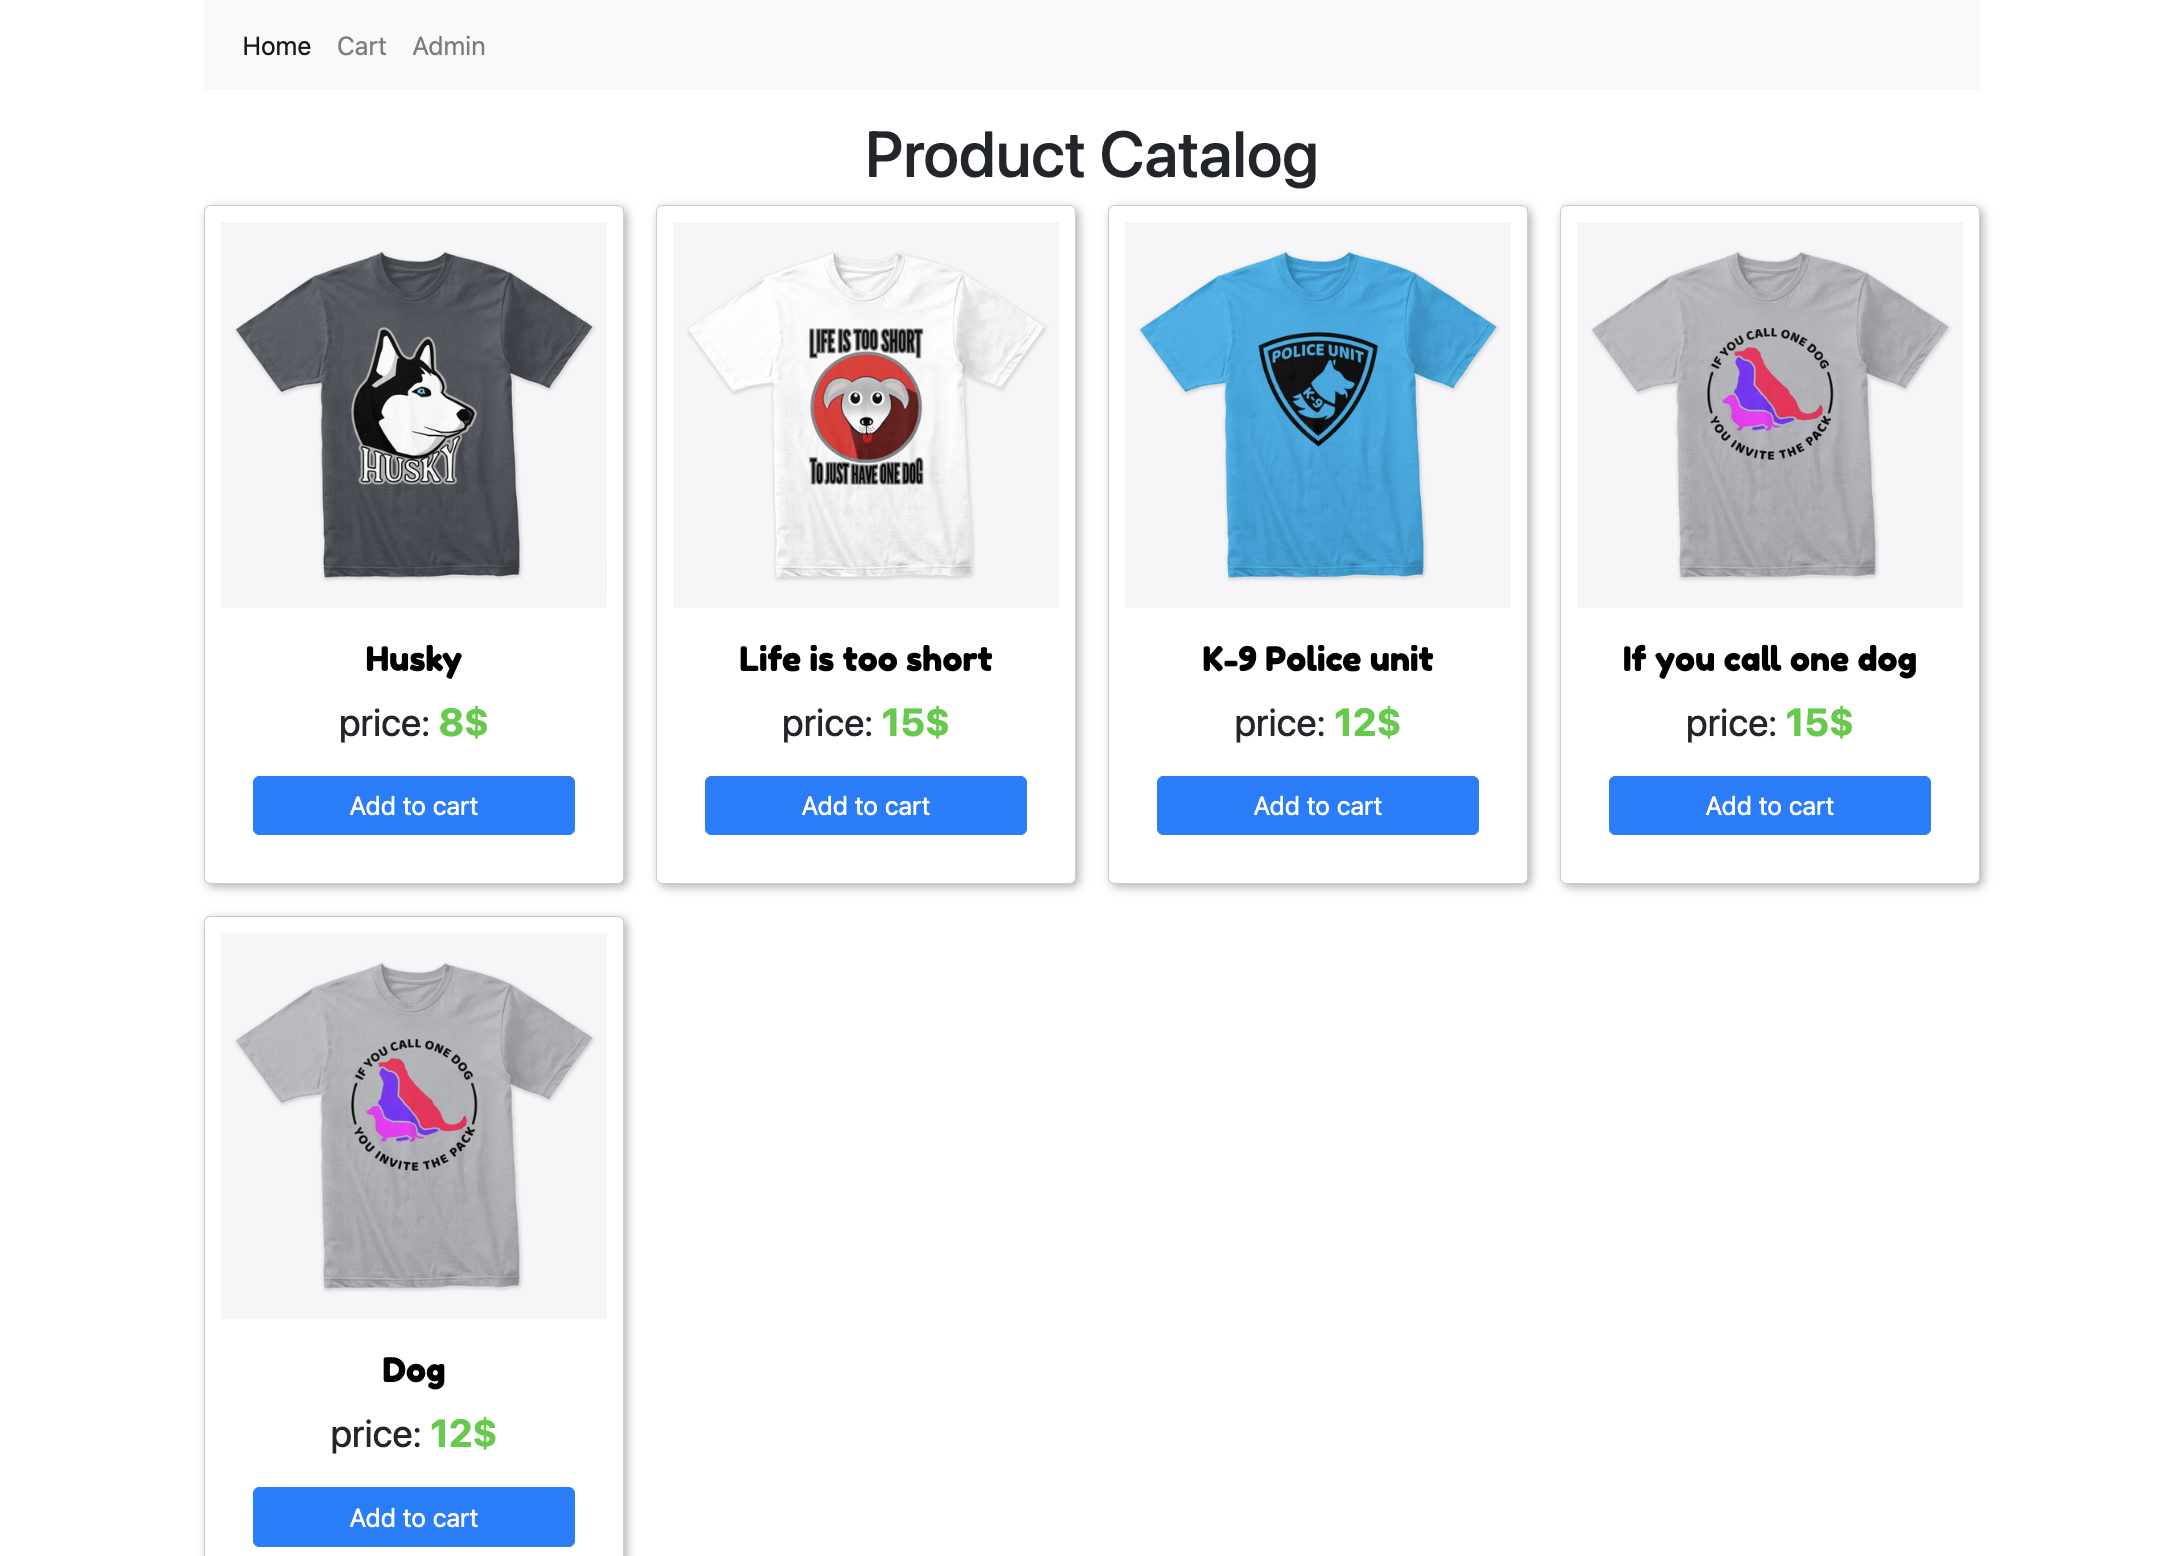 Home Cart Admin
Product Catalog
HUSKY
Husky
price: 8$
Add to cart
LIFE IS TOO SHORT
TO JUST HAVE ONE DOG
Life is too short
price: 15$
Add to cart
POLICE UNIT
K-9
K-9 Police unit
price: 12$
Add to cart
IF YOU CALL ONE DOG
YOU INVITE THE PACK
If you call one dog
price: 15$
Add to cart
IF YOU CALL ONE DOG
YOU INVITE THE PACK
Dog
price: 12$
Add to cart